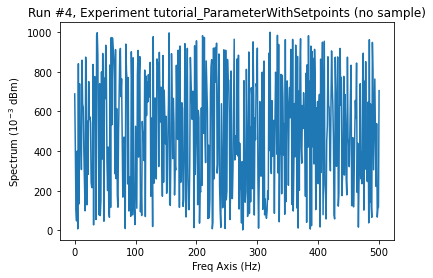 Run #4, Experiment tutorial_ParameterWithSetpoints (no sample)
1000
800
600
400
200
0
Spectrum (10⁻³ dBm)
0 100 200 300 400 500
Freq Axis (Hz)